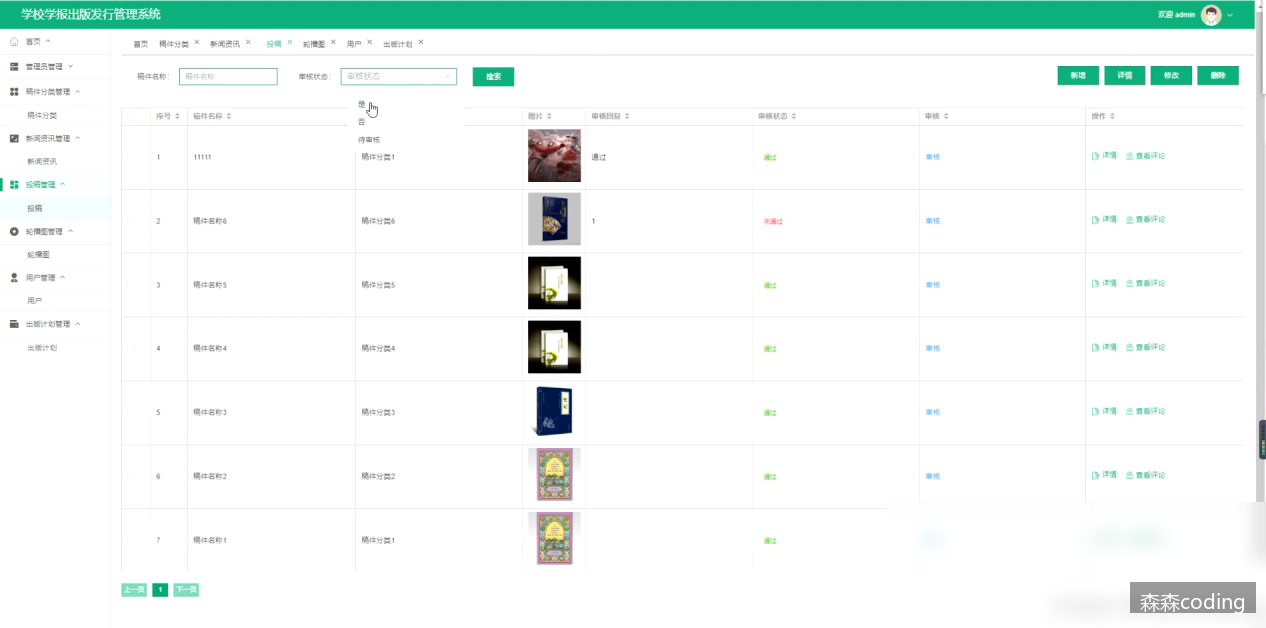 学校学报出版发行管理系统
欢迎 admin
首页
管理员管理
稿件分类管理
稿件分类
新闻资讯管理
新闻资讯
投稿管理
投稿
轮播图管理
轮播图
用户管理
用户
出版计划管理
出版计划
首页 稿件分类 × 新闻资讯 × 投稿 × 轮播图 × 用户 × 出版计划 ×
稿件名称: 稿件名称 审核状态: 审核状态 搜索 新增 详情 修改 删除
是
否
待审核
序号 稿件名称 图片 审核回复 审核状态 审核 操作
1 11111 稿件分类1 通过 通过 审核 详情 查看评论
2 稿件名称6 稿件分类6 1 未通过 审核 详情 查看评论
3 稿件名称5 稿件分类5 通过 审核 详情 查看评论
4 稿件名称4 稿件分类4 通过 审核 详情 查看评论
5 稿件名称3 稿件分类3 通过 审核 详情 查看评论
6 稿件名称2 稿件分类2 通过 审核 详情 查看评论
7 稿件名称1 稿件分类1 通过
上一页 1 下一页
森森coding